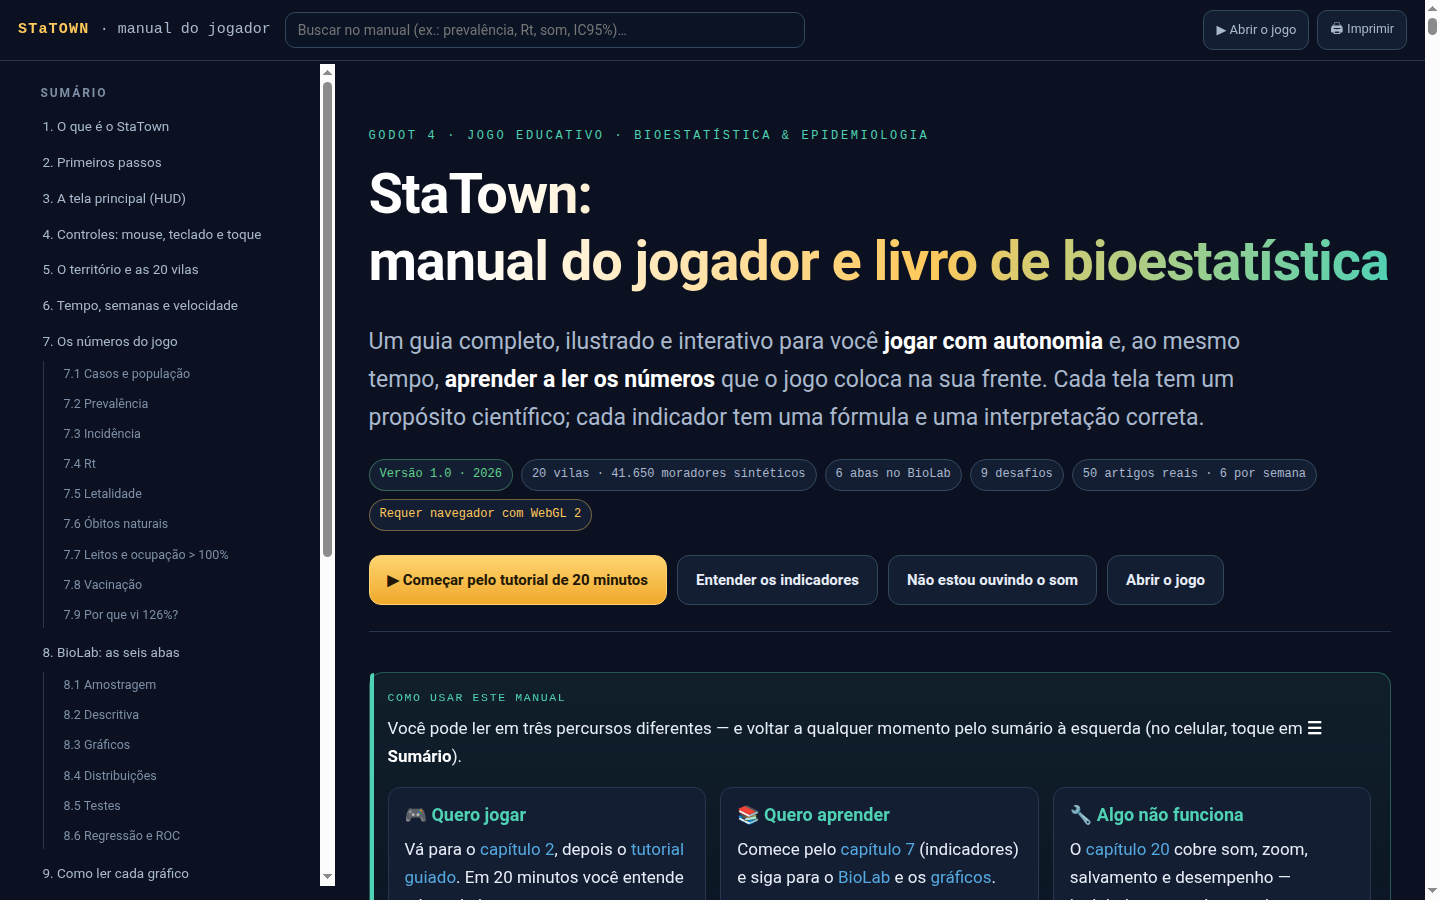 STaTOWN · manual do jogador
Buscar no manual (ex.: prevalência, Rt, som, IC95%)...
▶ Abrir o jogo
🖨 Imprimir
SUMÁRIO
1. O que é o StaTown
2. Primeiros passos
3. A tela principal (HUD)
4. Controles: mouse, teclado e toque
5. O território e as 20 vilas
6. Tempo, semanas e velocidade
7. Os números do jogo
7.1 Casos e população
7.2 Prevalência
7.3 Incidência
7.4 Rt
7.5 Letalidade
7.6 Óbitos naturais
7.7 Leitos e ocupação > 100%
7.8 Vacinação
7.9 Por que vi 126%?
8. BioLab: as seis abas
8.1 Amostragem
8.2 Descritiva
8.3 Gráficos
8.4 Distribuições
8.5 Testes
8.6 Regressão e ROC
9. Como ler cada gráfico
GODOT 4 · JOGO EDUCATIVO · BIOESTATÍSTICA & EPIDEMIOLOGIA
StaTown:
manual do jogador e livro de bioestatística
Um guia completo, ilustrado e interativo para você jogar com autonomia e, ao mesmo
tempo, aprender a ler os números que o jogo coloca na sua frente. Cada tela tem um
propósito científico; cada indicador tem uma fórmula e uma interpretação correta.
Versão 1.0 · 2026
20 vilas · 41.650 moradores sintéticos
6 abas no BioLab
9 desafios
50 artigos reais · 6 por semana
Requer navegador com WebGL 2
▶ Começar pelo tutorial de 20 minutos
Entender os indicadores
Não estou ouvindo o som
Abrir o jogo
COMO USAR ESTE MANUAL
Você pode ler em três percursos diferentes — e voltar a qualquer momento pelo sumário à esquerda (no celular, toque em ☰
Sumário).
🎮 Quero jogar
Vá para o capítulo 2, depois o tutorial
guiado. Em 20 minutos você entende
📚 Quero aprender
Comece pelo capítulo 7 (indicadores)
e siga para o BioLab e os gráficos.
🔧 Algo não funciona
O capítulo 20 cobre som, zoom,
salvamento e desempenho —